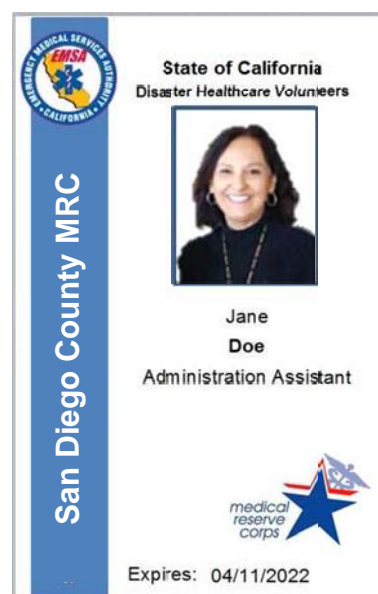 EMERGENCY MEDICAL SERVICES AUTHORITY
EMSA
CALIFORNIA
State of California
Disaster Healthcare Volunteers
San Diego County MRC
Jane
Doe
Administration Assistant
medical
reserve
corps
Expires: 04/11/2022